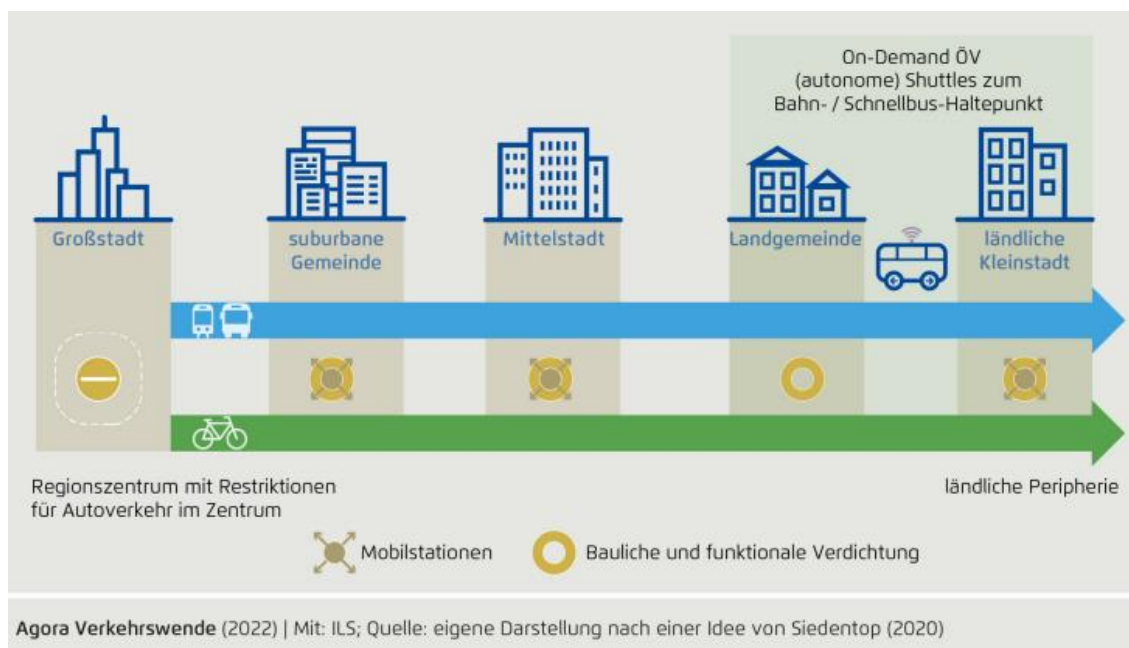 On-Demand ÖV
(autonome) Shuttles zum
Bahn- / Schnellbus-Haltepunkt
Großstadt
suburbane
Gemeinde
Mittelstadt
Landgemeinde
ländliche
Kleinstadt
Regionszentrum mit Restriktionen
für Autoverkehr im Zentrum
ländliche Peripherie
Mobilstationen
Bauliche und funktionale Verdichtung
Agora Verkehrswende (2022) | Mit: ILS; Quelle: eigene Darstellung nach einer Idee von Siedentop (2020)